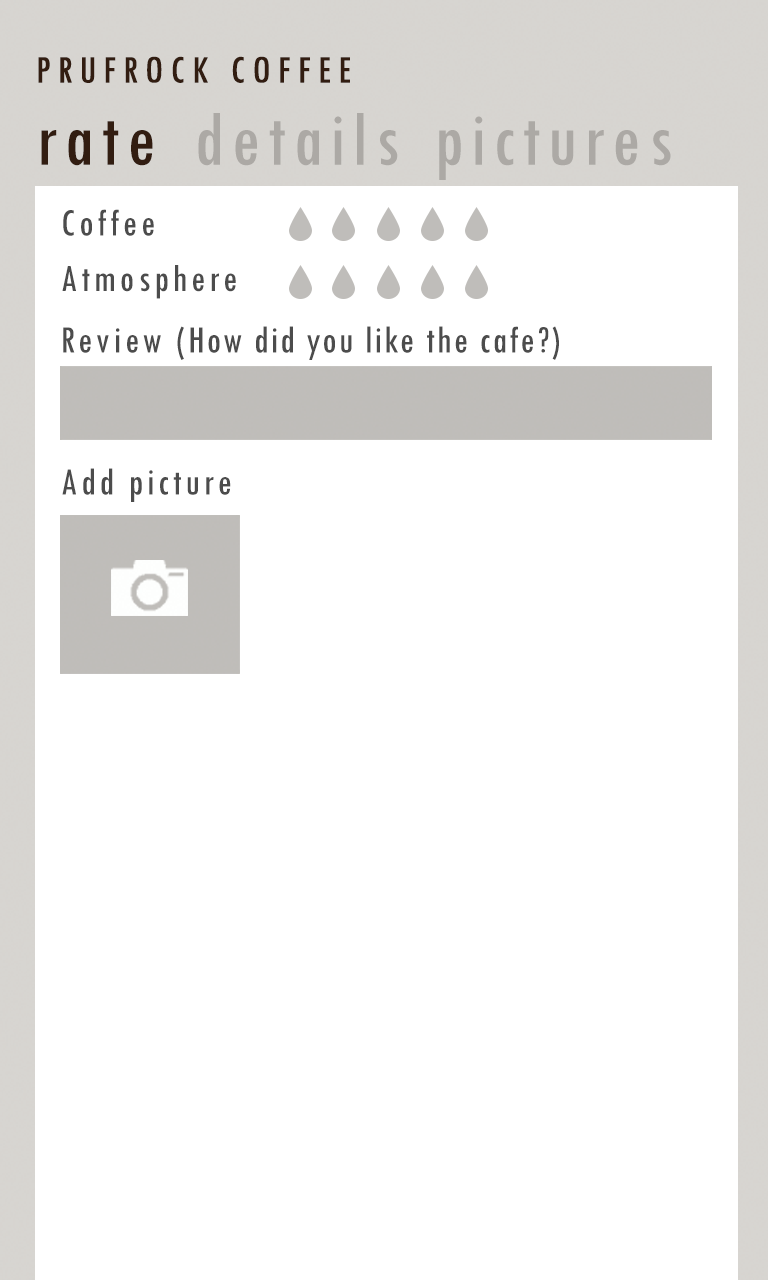 PRUFROCK COFFEE
rate details pictures
Coffee
Atmosphere
Review (How did you like the cafe?)
Add picture